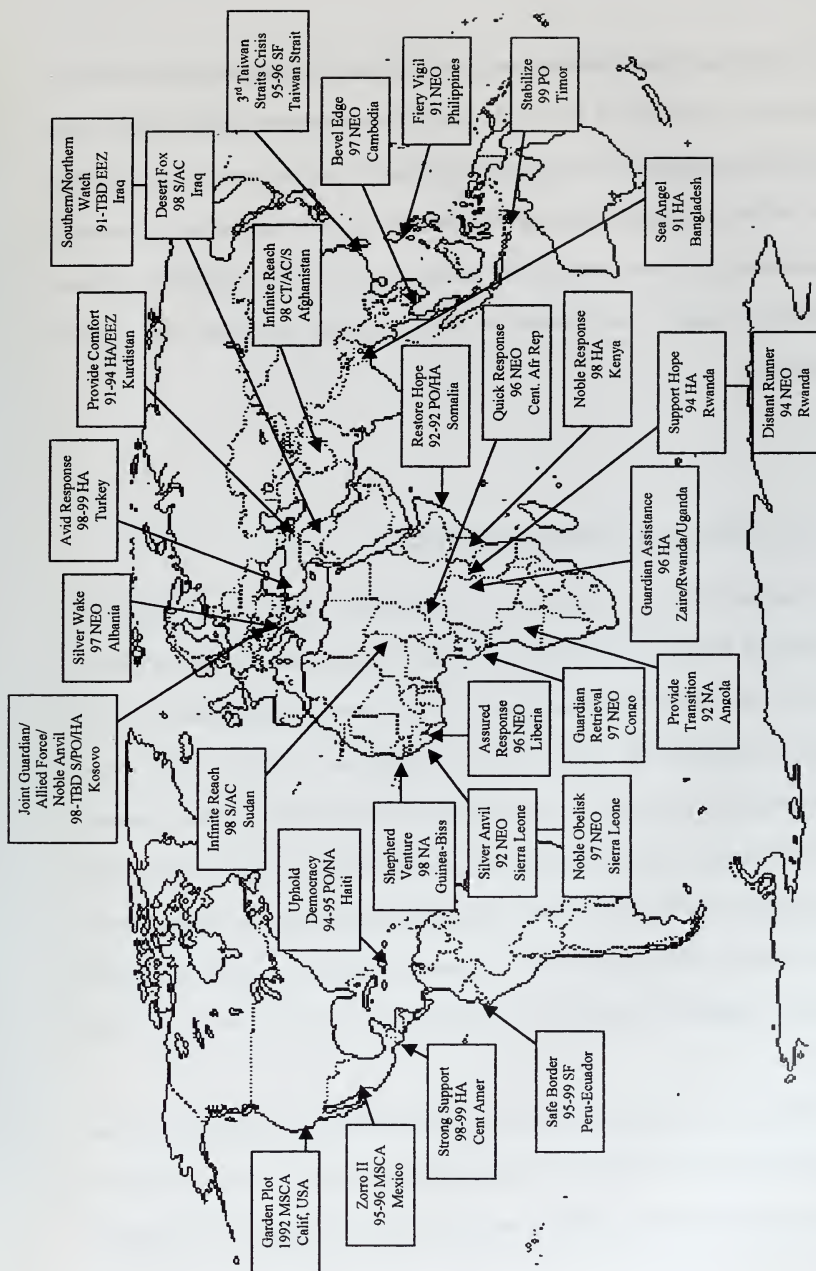 Joint Guardian/
Allied Force/
Noble Anvil
98-TBD S/PO/HA
Kosovo
Silver Wake
97 NEO
Albania
Avid Response
98-99 HA
Turkey
Provide Comfort
91-94 HA/EEZ
Kurdistan
Southern/Northern
Watch
91-TBD EEZ
Iraq
Desert Fox
98 S/AC
Iraq
3rd Taiwan
Straits Crisis
95-96 SF
Taiwan Strait
Infinite Reach
98 S/AC
Sudan
Infinite Reach
98 CT/AC/S
Afghanistan
Bevel Edge
97 NEO
Cambodia
Fiery Vigil
91 NEO
Philippines
Uphold
Democracy
94-95 PO/NA
Haiti
Restore Hope
92-92 PO/HA
Somalia
Garden Plot
1992 MSCA
Calif, USA
Zorro II
95-96 MSCA
Mexico
Strong Support
98-99 HA
Cent Amer
Shepherd
Venture
98 NA
Guinea-Biss
Assured
Response
96 NEO
Liberia
Quick Response
96 NEO
Cent. Afr Rep
Stabilize
99 PO
Timor
Silver Anvil
92 NEO
Sierra Leone
Guardian
Retrieval
97 NEO
Congo
Noble Response
98 HA
Kenya
Sea Angel
91 HA
Bangladesh
Safe Border
95-99 SF
Peru-Ecuador
Noble Obelisk
97 NEO
Sierra Leone
Provide
Transition
92 NA
Angola
Guardian Assistance
96 HA
Zaire/Rwanda/Uganda
Support Hope
94 HA
Rwanda
Distant Runner
94 NEO
Rwanda